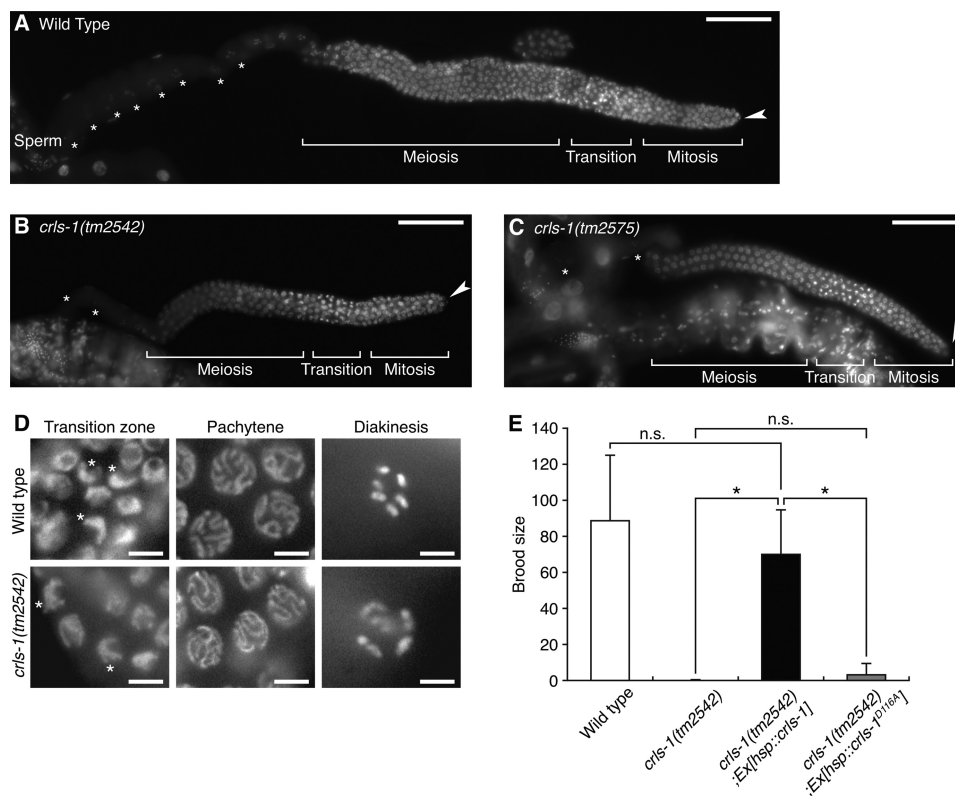 A Wild Type
Sperm
* * * * * * * *
Meiosis Transition Mitosis
B crls-1(tm2542)
* *
Meiosis Transition Mitosis
C crls-1(tm2575)
* *
Meiosis Transition Mitosis
D
Transition zone Pachytene Diakinesis
Wild type
* * *
crls-1(tm2542)
* *
E
n.s.
n.s.
* *
Brood size
140
120
100
80
60
40
20
0
Wild type
crls-1(tm2542)
crls-1(tm2542)
;Ex[hsp::crls-1]
crls-1(tm2542)
;Ex[hsp::crls-1D116A]